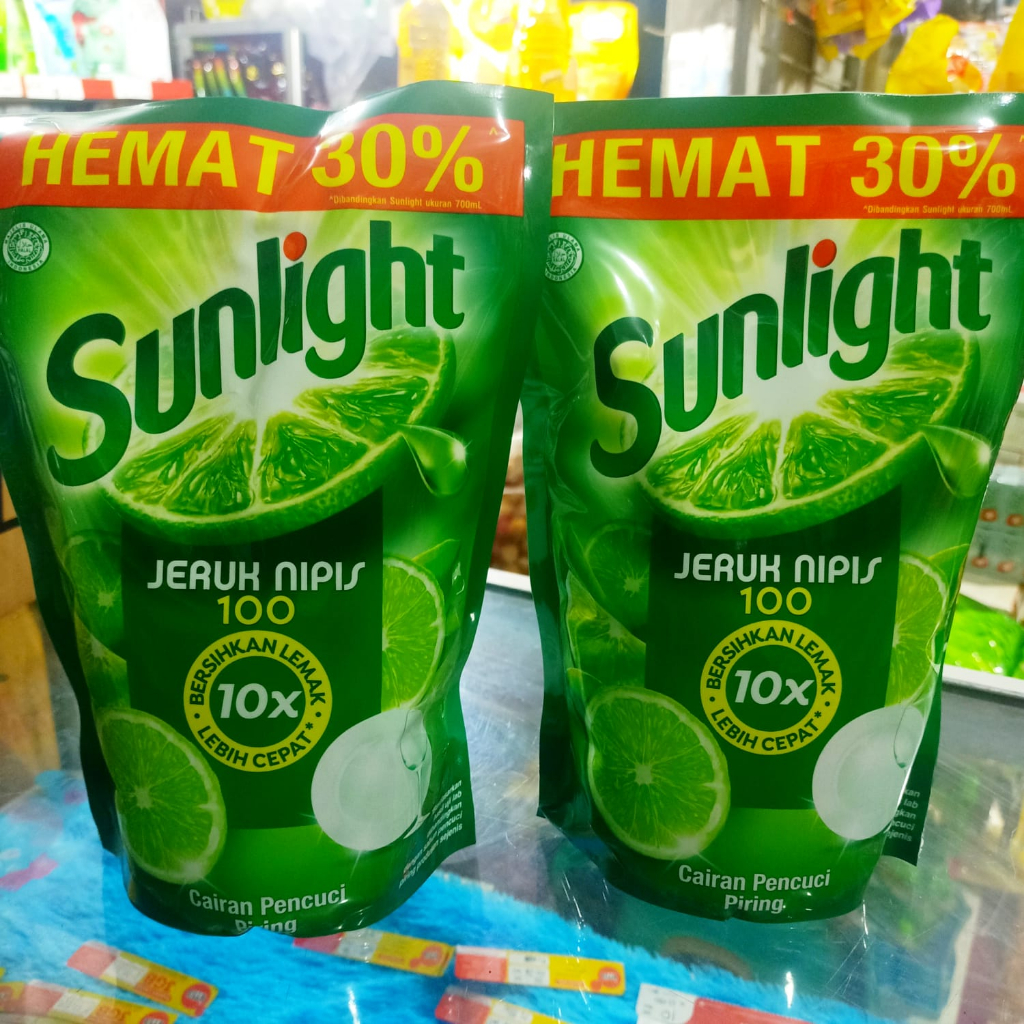 HEMAT 30%^
^Dibandingkan Sunlight ukuran 700mL
Sunlight
JERUK NIPIS
100
BERSIHKAN LEMAK
10x
LEBIH CEPAT*
Cairan Pencuci
Piring
HEMAT 30%^
^Dibandingkan Sunlight ukuran 700mL
Sunlight
JERUK NIPIS
100
BERSIHKAN LEMAK
10x
LEBIH CEPAT*
Cairan Pencuci
Piring